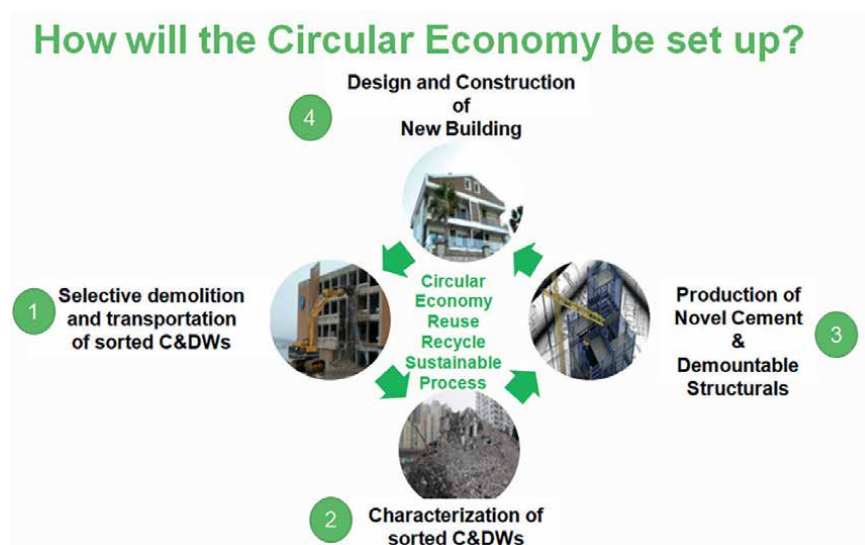 How will the Circular Economy be set up?
4
Design and Construction
of
New Building
1
Selective demolition
and transportation
of sorted C&DWs
Circular
Economy
Reuse
Recycle
Sustainable
Process
Production of
Novel Cement
&
Demountable
Structurals
3
2
Characterization of
sorted C&DWs